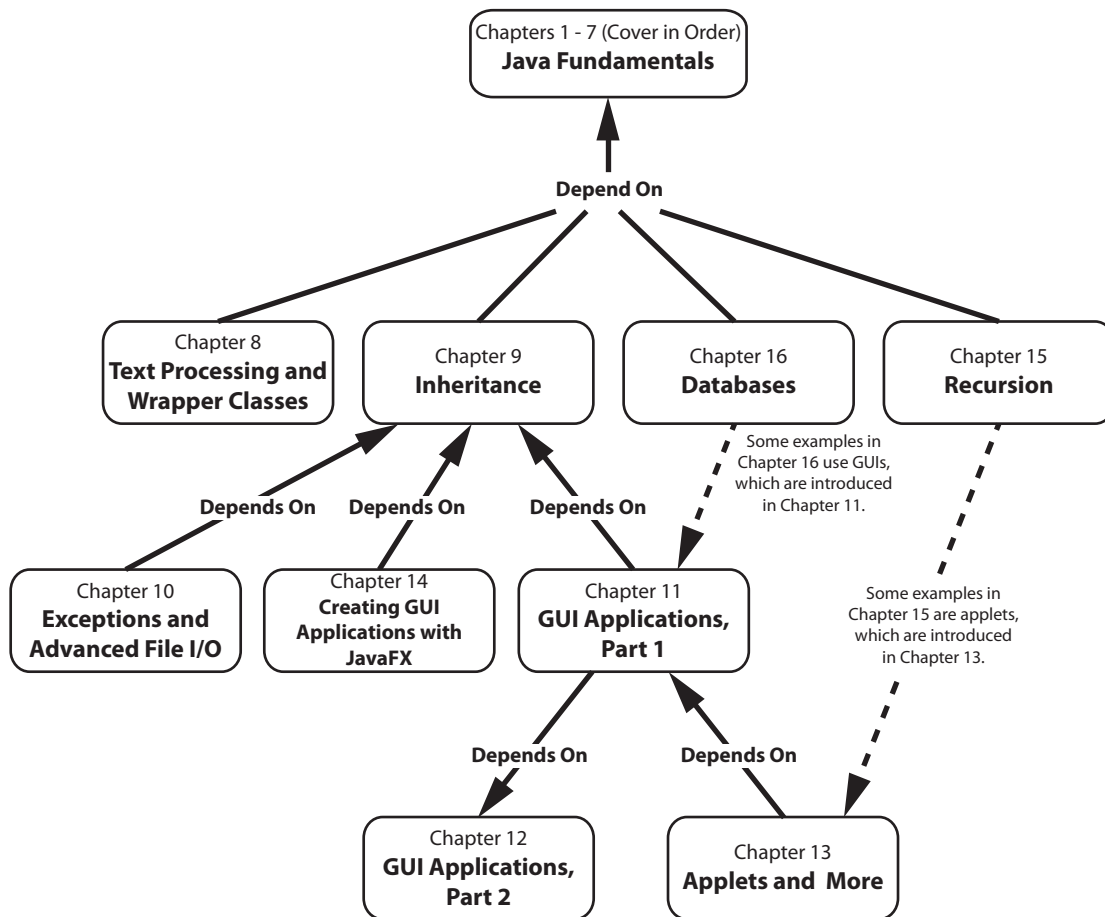 Chapters 1 - 7 (Cover in Order)
Java Fundamentals
Depend On
Chapter 8
Text Processing and
Wrapper Classes
Chapter 9
Inheritance
Chapter 16
Databases
Chapter 15
Recursion
Some examples in
Chapter 16 use GUIs,
which are introduced
in Chapter 11.
Depends On
Depends On
Depends On
Chapter 10
Exceptions and
Advanced File I/O
Chapter 14
Creating GUI
Applications with
JavaFX
Chapter 11
GUI Applications,
Part 1
Some examples in
Chapter 15 are applets,
which are introduced
in Chapter 13.
Depends On
Depends On
Chapter 12
GUI Applications,
Part 2
Chapter 13
Applets and More